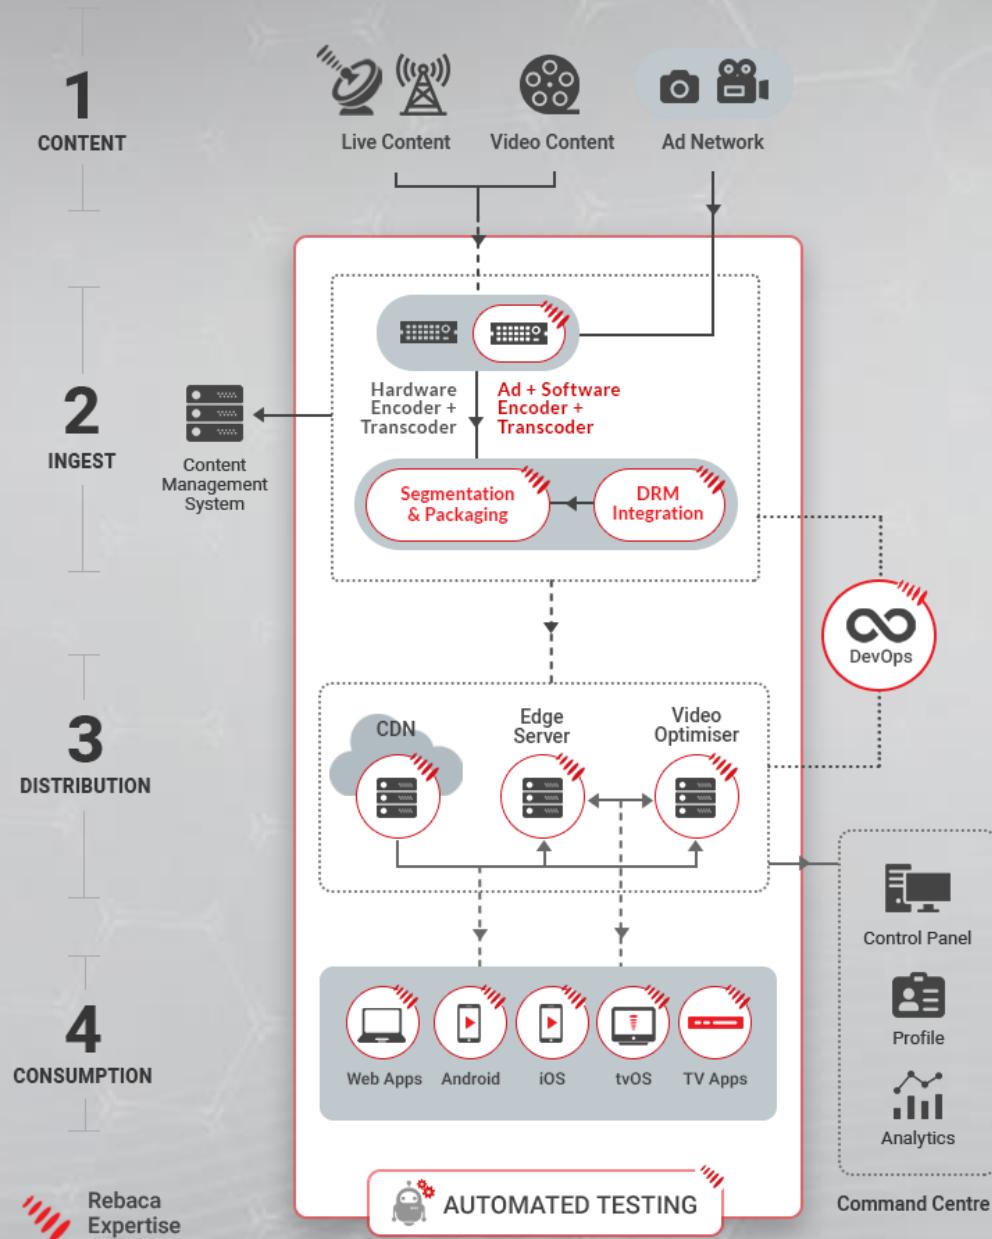 1
CONTENT
Live Content
Video Content
Ad Network
2
INGEST
Content
Management
System
Hardware
Encoder +
Transcoder
Ad + Software
Encoder +
Transcoder
Segmentation
& Packaging
DRM
Integration
DevOps
3
DISTRIBUTION
CDN
Edge
Server
Video
Optimiser
Control Panel
Profile
Analytics
Command Centre
4
CONSUMPTION
Web Apps
Android
iOS
tvOS
TV Apps
AUTOMATED TESTING
Rebaca
Expertise